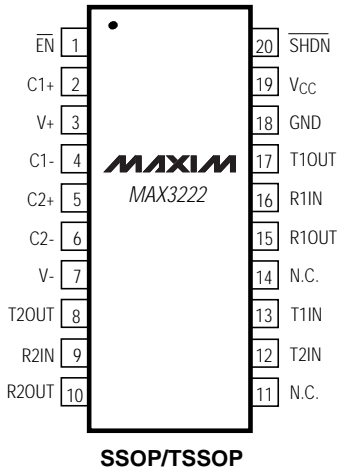 EN 1 20 SHDN
C1+ 2 19 VCC
V+ 3 18 GND
C1- 4 MAXIM 17 T1OUT
C2+ 5 MAX3222 16 R1IN
C2- 6 15 R1OUT
V- 7 14 N.C.
T2OUT 8 13 T1IN
R2IN 9 12 T2IN
R2OUT 10 11 N.C.
SSOP/TSSOP